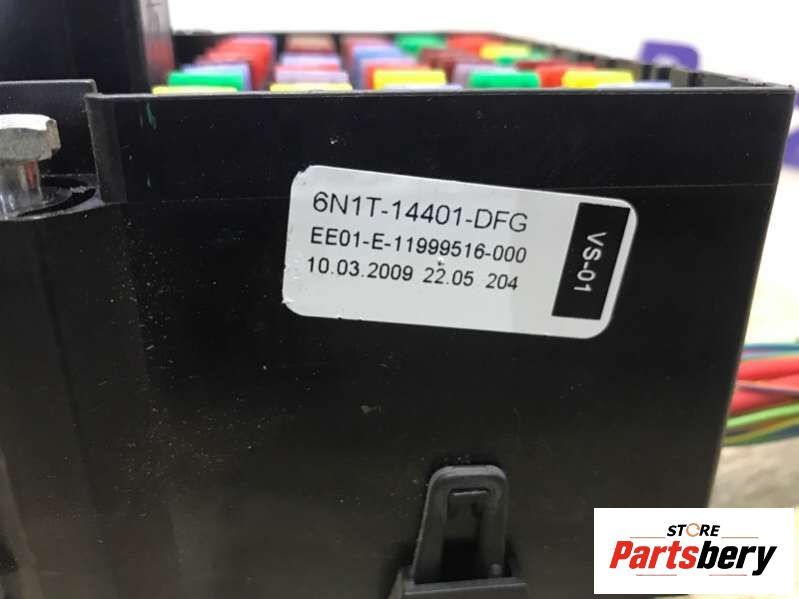 6N1T-14401-DFG
EE01-E-11999516-000
10.03.2009 22.05 204
VS-01
STORE
Partsbery